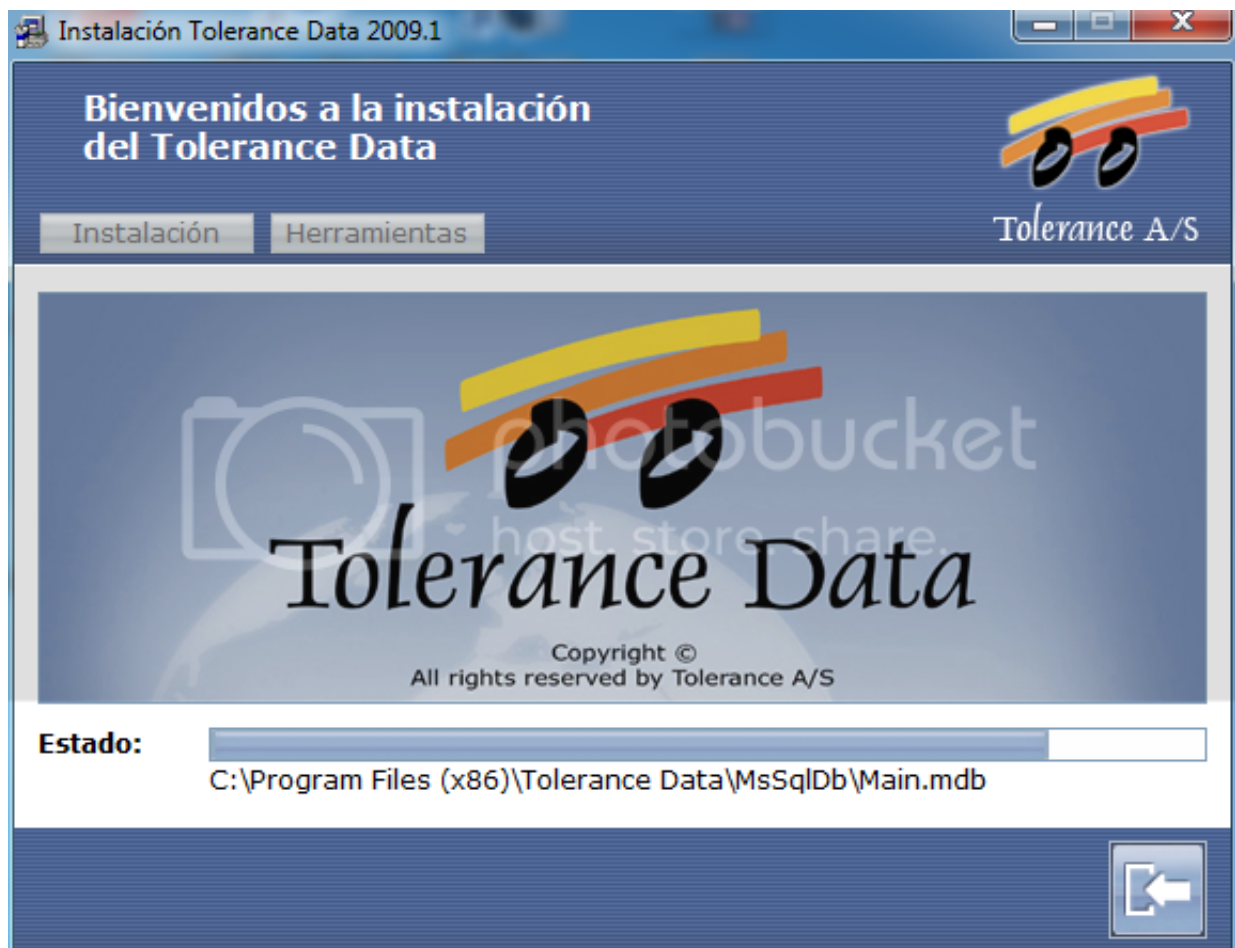 Instalación Tolerance Data 2009.1
Bienvenidos a la instalación
del Tolerance Data
Instalación
Herramientas
Tolerance A/S
photobucket
host. store. share.
Tolerance Data
Copyright ©
All rights reserved by Tolerance A/S
Estado:
C:\Program Files (x86)\Tolerance Data\MsSqlDb\Main.mdb